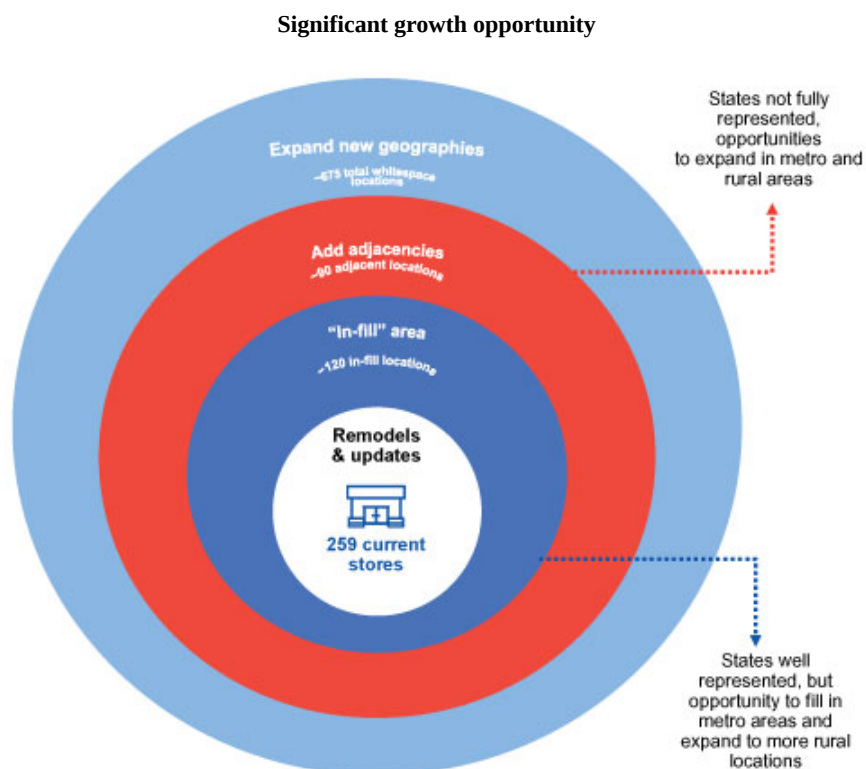 Significant growth opportunity
Expand new geographies
~675 total whitespace
locations
Add adjacencies
~90 adjacent locations
"In-fill" area
~120 in-fill locations
Remodels
& updates
259 current
stores
States not fully
represented,
opportunities
to expand in metro and
rural areas
States well
represented, but
opportunity to fill in
metro areas and
expand to more rural
locations